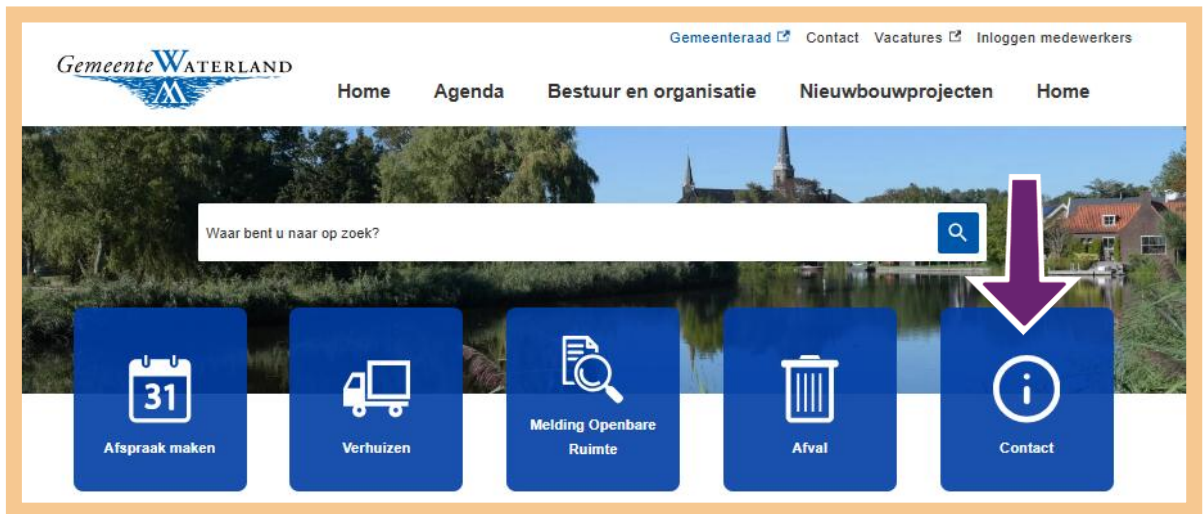 Gemeenteraad Contact Vacatures Inloggen medewerkers
Gemeente WATERLAND
Home Agenda Bestuur en organisatie Nieuwbouwprojecten Home
Waar bent u naar op zoek?
31
Afspraak maken
Verhuizen
Melding Openbare
Ruimte
Afval
i
Contact